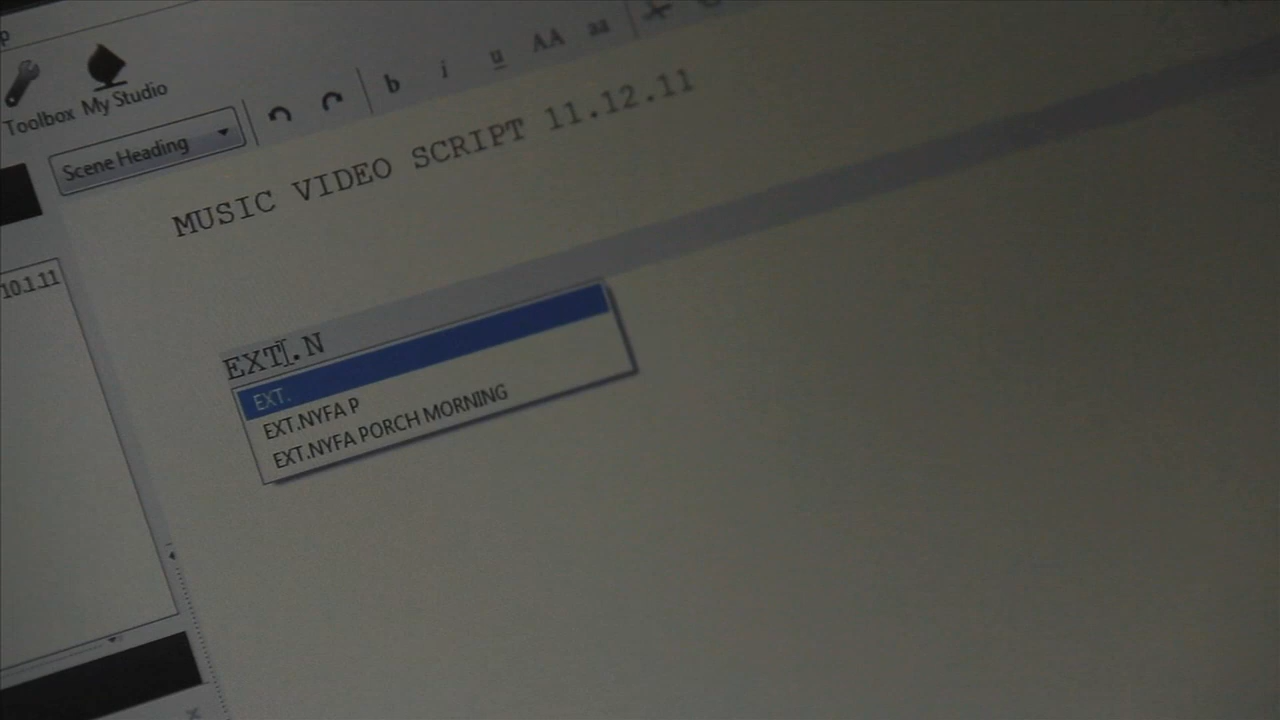 p
Toolbox My Studio
Scene Heading
b i u AA aa
MUSIC VIDEO SCRIPT 11.12.11
10.1.11
EXT.N
EXT.
EXT.NYFA P
EXT.NYFA PORCH MORNING